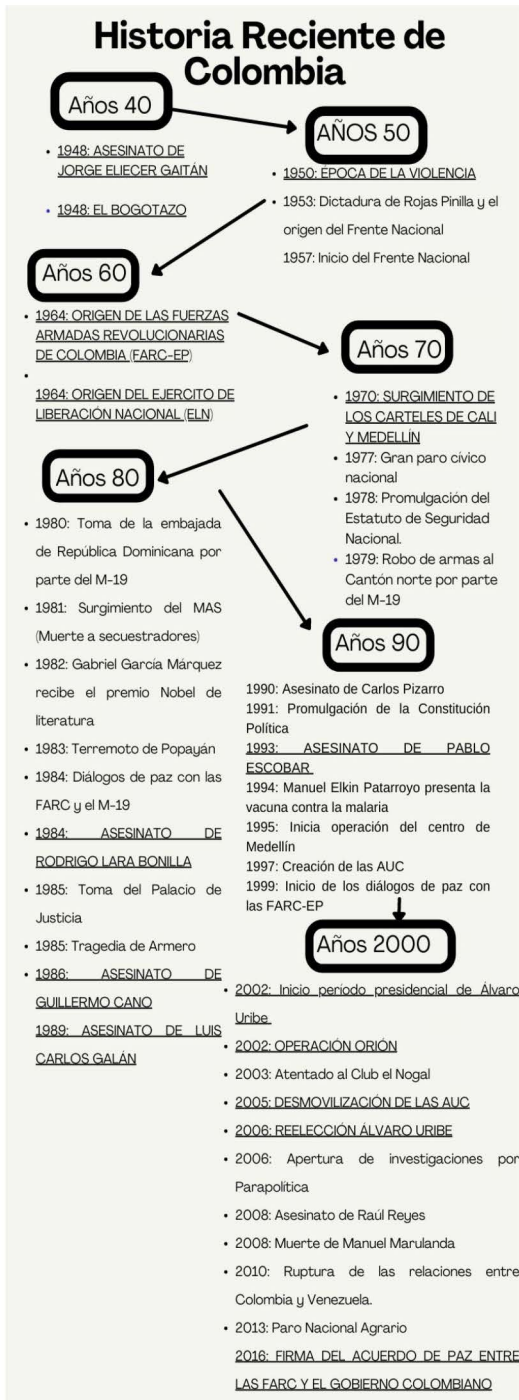 Historia Reciente de
Colombia
Años 40
• 1948: ASESINATO DE
JORGE ELIECER GAITÁN
• 1948: EL BOGOTAZO
AÑOS 50
• 1950: ÉPOCA DE LA VIOLENCIA
• 1953: Dictadura de Rojas Pinilla y el
origen del Frente Nacional
1957: Inicio del Frente Nacional
Años 60
• 1964: ORIGEN DE LAS FUERZAS
ARMADAS REVOLUCIONARIAS
DE COLOMBIA (FARC-EP)
•
1964: ORIGEN DEL EJERCITO DE
LIBERACIÓN NACIONAL (ELN)
Años 70
• 1970: SURGIMIENTO DE
LOS CARTELES DE CALI
Y MEDELLÍN
• 1977: Gran paro cívico
nacional
• 1978: Promulgación del
Estatuto de Seguridad
Nacional.
• 1979: Robo de armas al
Cantón norte por parte
del M-19
Años 80
• 1980: Toma de la embajada
de República Dominicana por
parte del M-19
• 1981: Surgimiento del MAS
(Muerte a secuestradores)
• 1982: Gabriel García Márquez
recibe el premio Nobel de
literatura
• 1983: Terremoto de Popayán
• 1984: Diálogos de paz con las
FARC y el M-19
• 1984: ASESINATO DE
RODRIGO LARA BONILLA
• 1985: Toma del Palacio de
Justicia
• 1985: Tragedia de Armero
• 1986: ASESINATO DE
GUILLERMO CANO
1989: ASESINATO DE LUIS
CARLOS GALÁN
Años 90
1990: Asesinato de Carlos Pizarro
1991: Promulgación de la Constitución
Política
1993: ASESINATO DE PABLO
ESCOBAR
1994: Manuel Elkin Patarroyo presenta la
vacuna contra la malaria
1995: Inicia operación del centro de
Medellín
1997: Creación de las AUC
1999: Inicio de los diálogos de paz con
las FARC-EP
Años 2000
• 2002: Inicio período presidencial de Álvaro
Uribe
• 2002: OPERACIÓN ORIÓN
• 2003: Atentado al Club el Nogal
• 2005: DESMOVILIZACIÓN DE LAS AUC
• 2006: REELECCIÓN ÁLVARO URIBE
• 2006: Apertura de investigaciones por
Parapolítica
• 2008: Asesinato de Raúl Reyes
• 2008: Muerte de Manuel Marulanda
• 2010: Ruptura de las relaciones entre
Colombia y Venezuela.
• 2013: Paro Nacional Agrario
2016: FIRMA DEL ACUERDO DE PAZ ENTRE
LAS FARC Y EL GOBIERNO COLOMBIANO